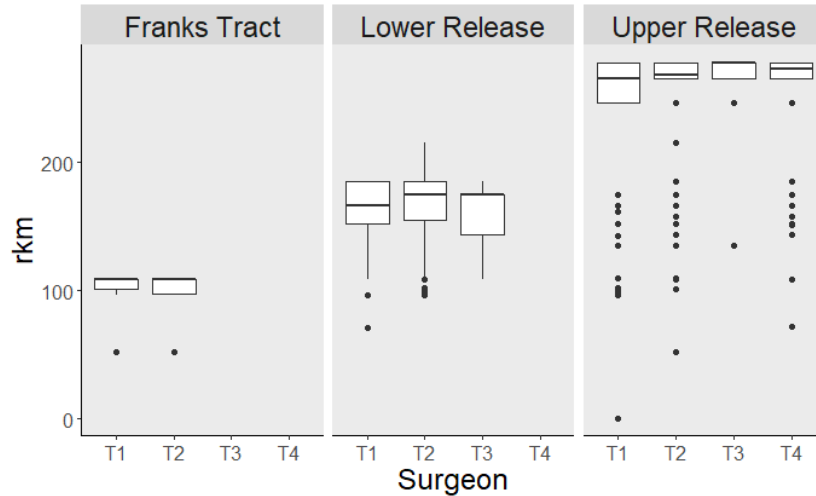 Franks Tract Lower Release Upper Release
200
100
0
rkm
T1 T2 T3 T4 T1 T2 T3 T4 T1 T2 T3 T4
Surgeon